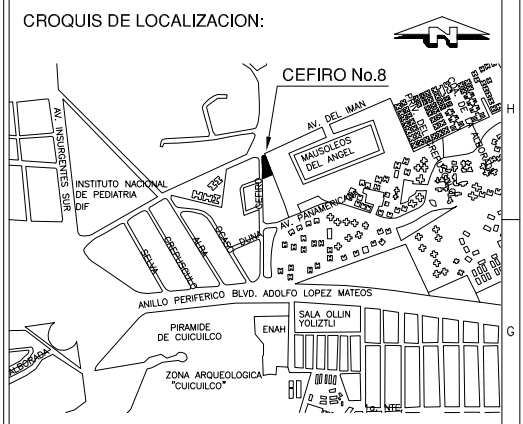 CROQUIS DE LOCALIZACION:
N
CEFIRO No.8
H
AV. DEL IMAN
AV. INSURGENTES SUR
MAUSOLEOS
DEL ANGEL
INSTITUTO NACIONAL
DE PEDIATRIA
DIF
CEFIRO
AV. PANAMERICANA
SELVA
CREPUSCULO
ALBA
OCASO
DUNA
ANILLO PERIFERICO BLVD. ADOLFO LOPEZ MATEOS
PIRAMIDE
DE CUICUILCO
ENAH
SALA OLLIN
YOLIZTLI
G
ALBORADA
ZONA ARQUEOLOGICA
"CUICUILCO"